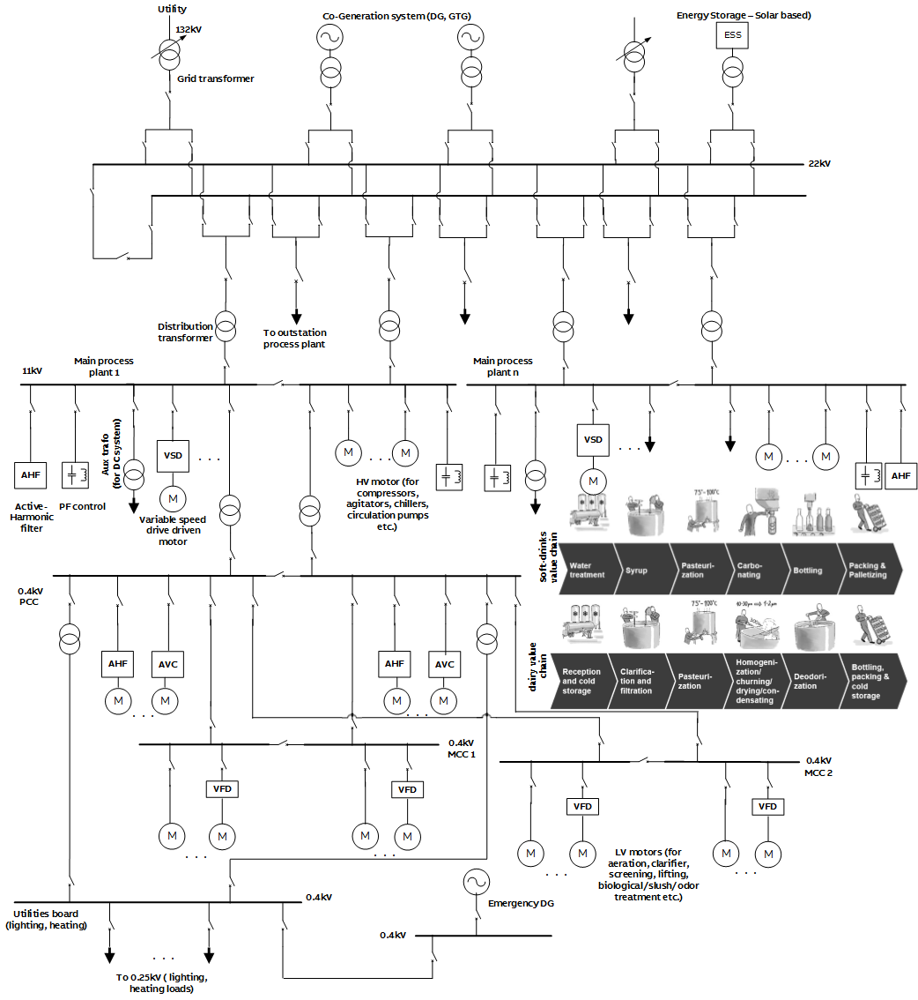 Utility
132kV
Grid transformer
Co-Generation system (DG, GTG)
Energy Storage – Solar based)
ESS
22kV
Distribution
transformer
To outstation
process plant
11kV
Main process
plant 1
Main process
plant n
AHF
Active-
Harmonic
filter
PF control
Aux trafo
(for DC system)
VSD
. . .
M
Variable speed
drive driven
motor
M
. . .
M
HV motor (for
compressors,
agitators, chillers,
circulation pumps
etc.)
VSD
. . .
M
M
. . .
M
AHF
75°-100°C
soft-drinks
value chain
Water
treatment
Syrup
Pasteuri-
zation
Carbo-
nating
Bottling
Packing &
Palletizing
75°-100°C
dairy value
chain
Reception
and cold
storage
Clarifica-
tion and
filtration
Pasteuri-
zation
Homogeni-
zation/
churning/
drying/con-
densating
Deodori-
zation
Bottling,
packing &
cold
storage
0.4kV
PCC
AHF
AVC
M
. . .
M
AHF
AVC
M
. . .
M
0.4kV
MCC 1
VFD
M
M
. . .
VFD
M
M
. . .
0.4kV
MCC 2
VFD
M
M
. . .
VFD
M
M
. . .
LV motors (for
aeration, clarifier,
screening, lifting,
biological/slush/odor
treatment etc.)
0.4kV
Utilities board
(lighting, heating)
Emergency DG
0.4kV
. . .
To 0.25kV ( lighting,
heating loads)